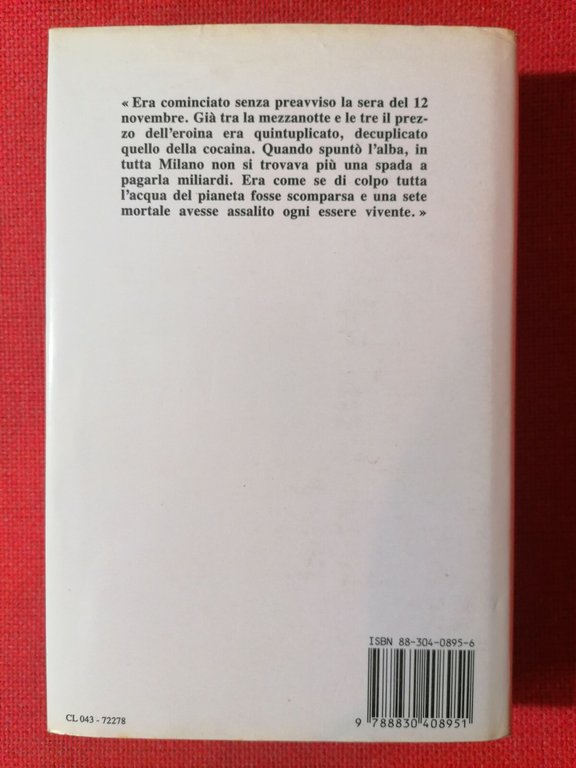 « Era cominciato senza preavviso la sera del 12
novembre. Già tra la mezzanotte e le tre il prez-
zo dell'eroina era quintuplicato, decuplicato
quello della cocaina. Quando spuntò l'alba, in
tutta Milano non si trovava più una spada a
pagarla miliardi. Era come se di colpo tutta
l'acqua del pianeta fosse scomparsa e una sete
mortale avesse assalito ogni essere vivente. »
ISBN 88-304-0895-6
CL 043 - 72278
9 788830 408951